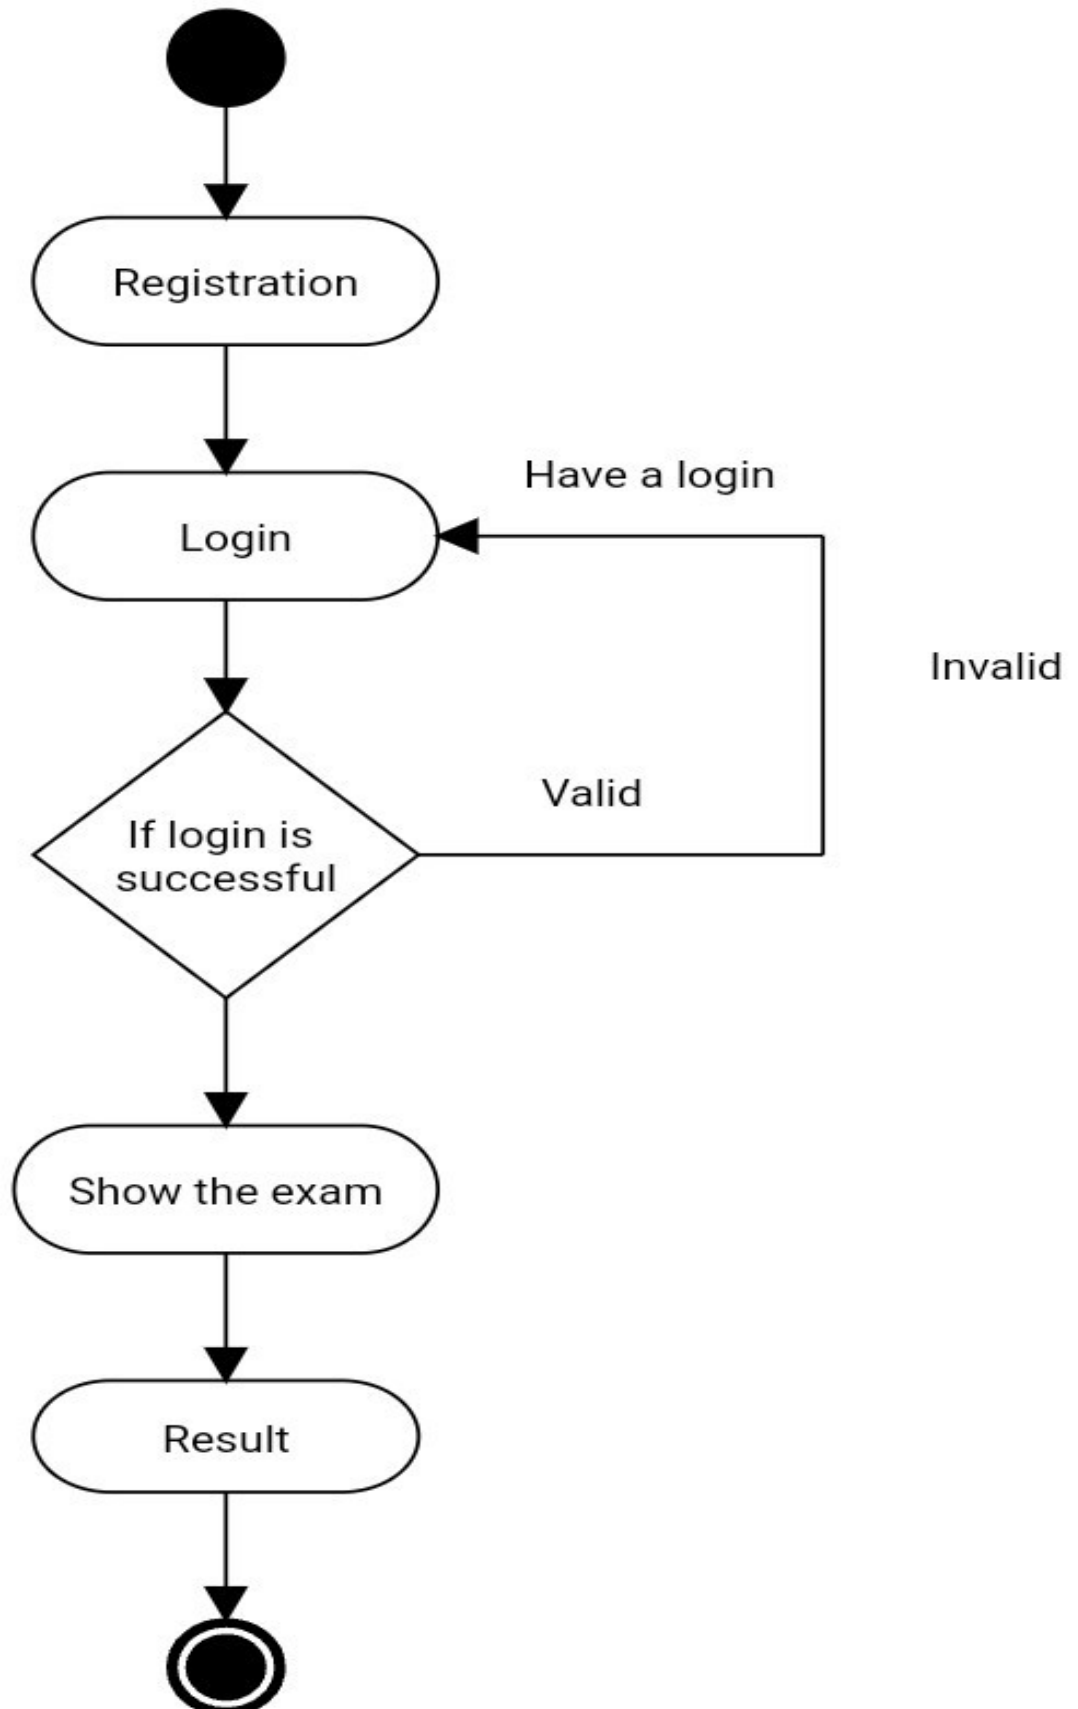 Registration
Have a login
Login
Invalid
Valid
If login is
successful
Show the exam
Result